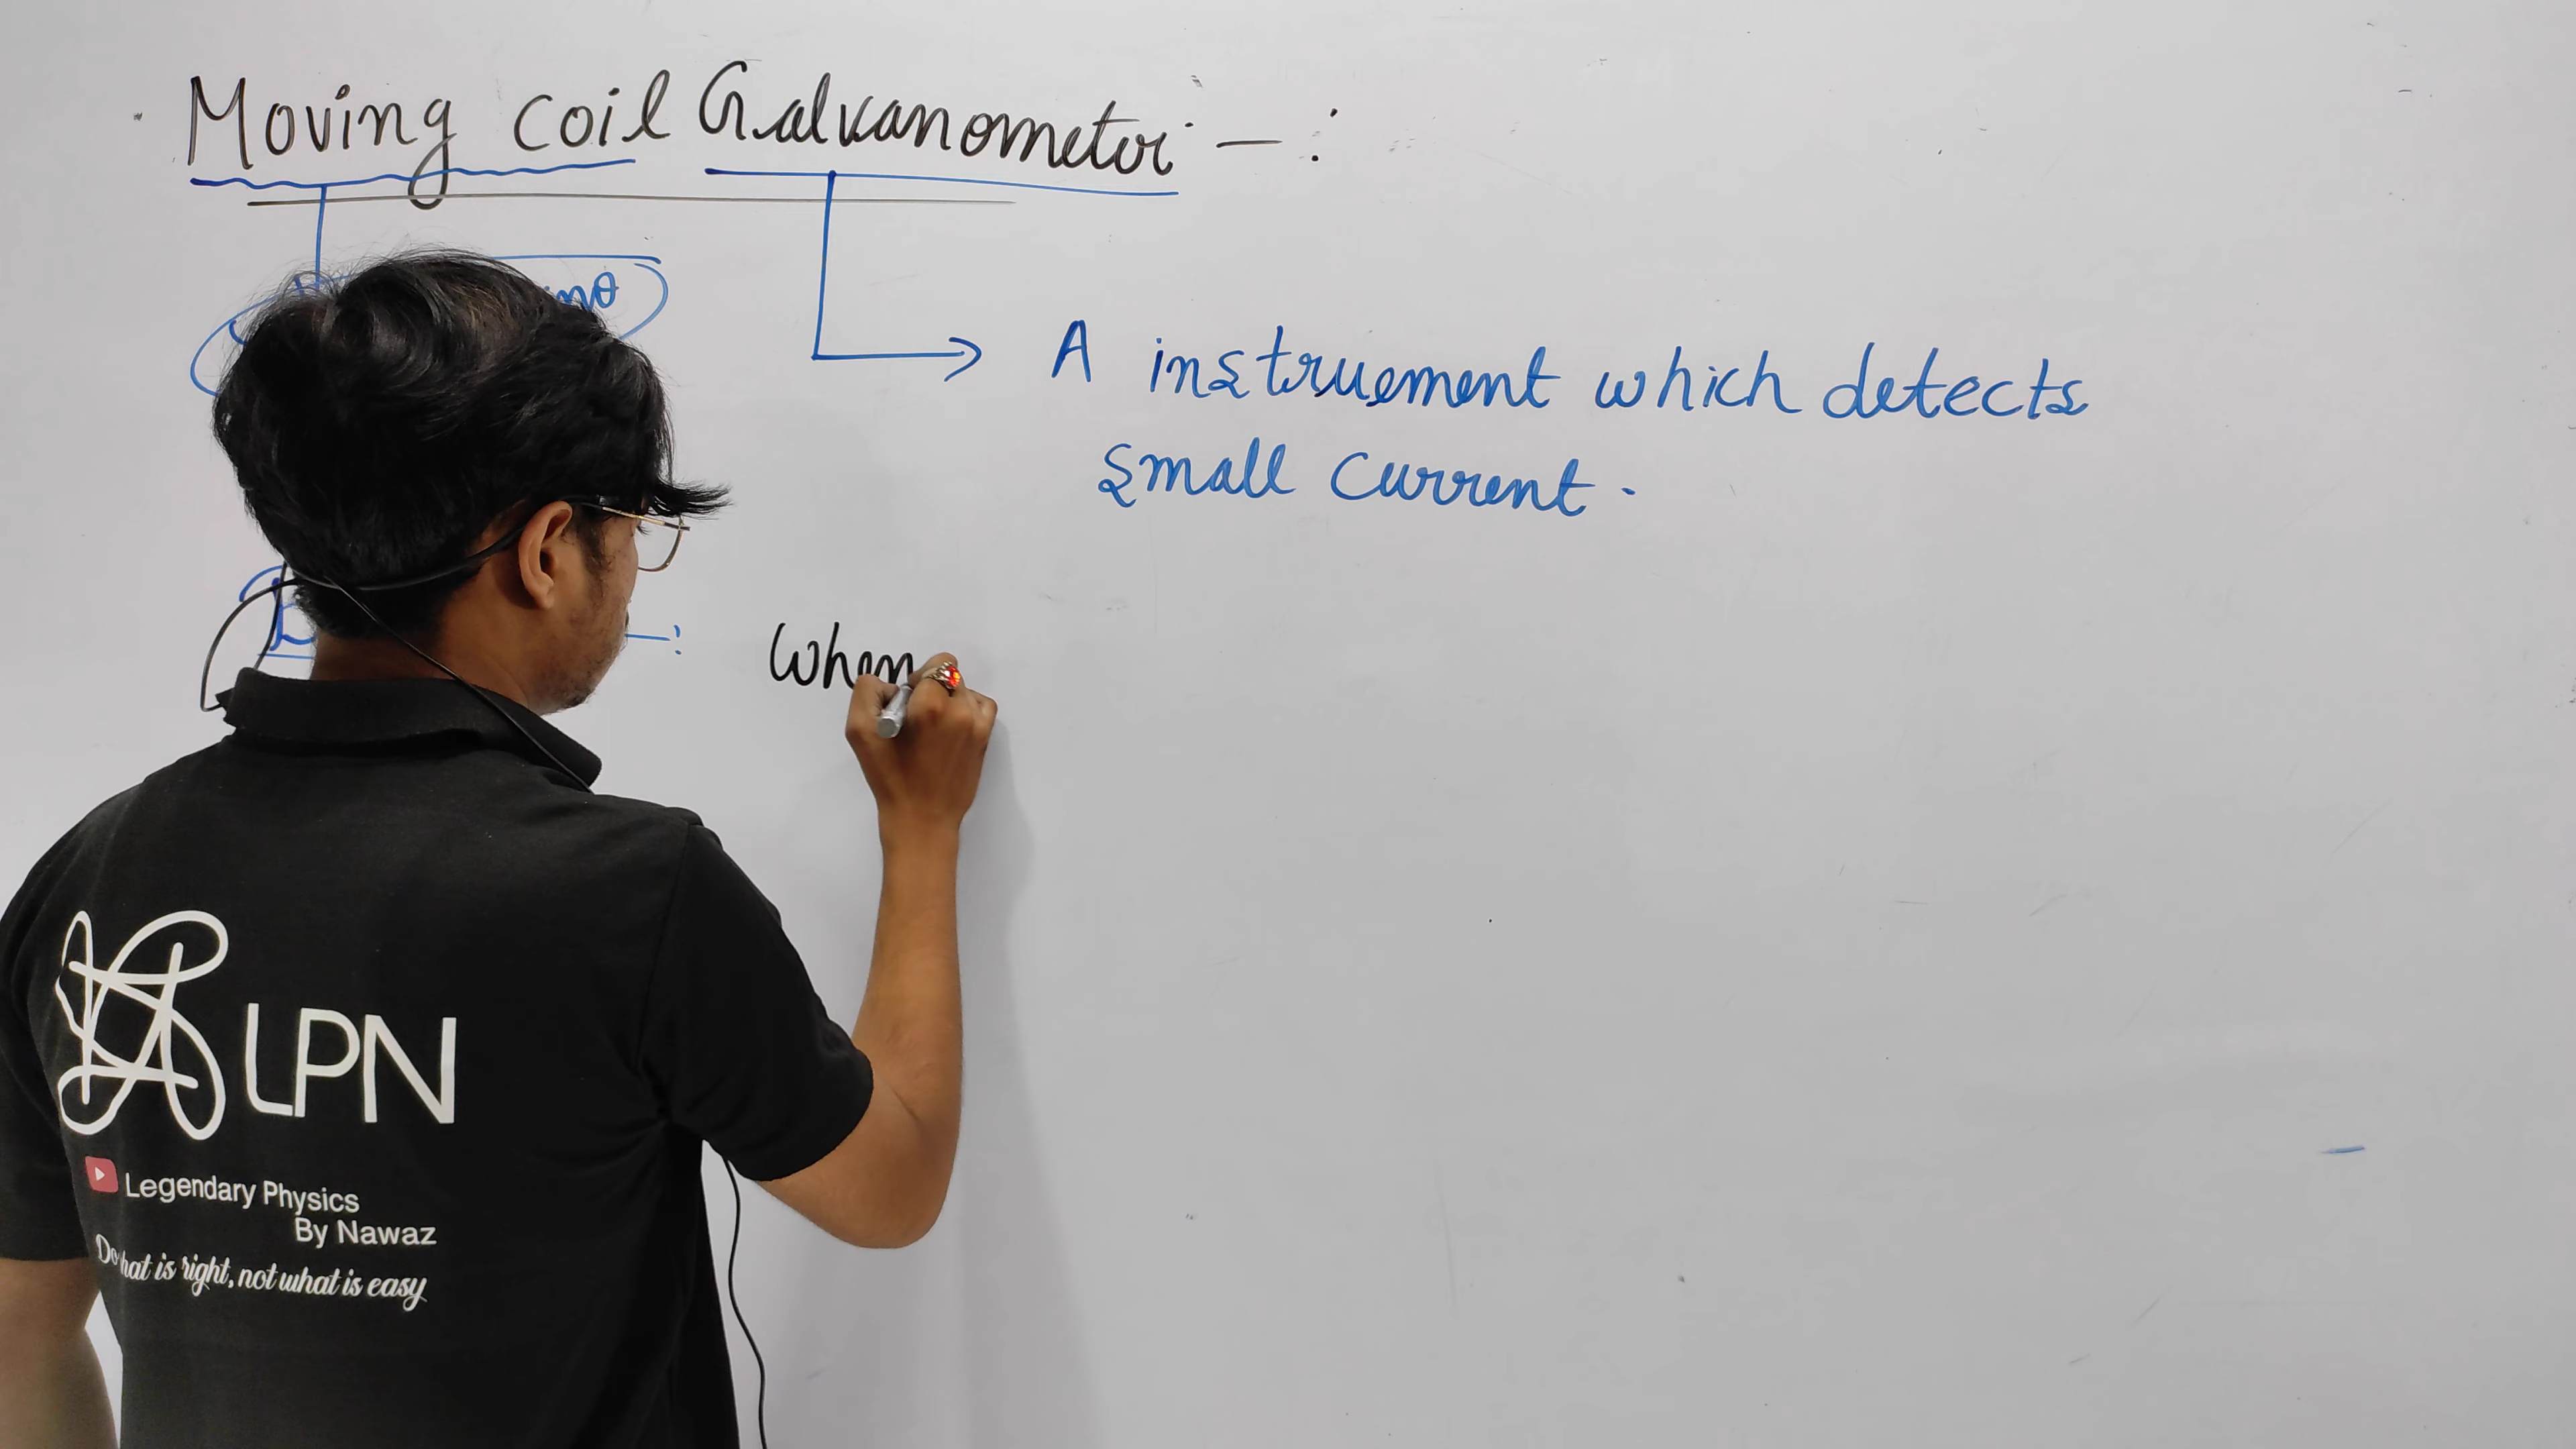 Moving coil Galvanometer - :
A instruement which detects
small current .
When
LPN
Legendary Physics
By Nawaz
Do hat is right, not what is easy